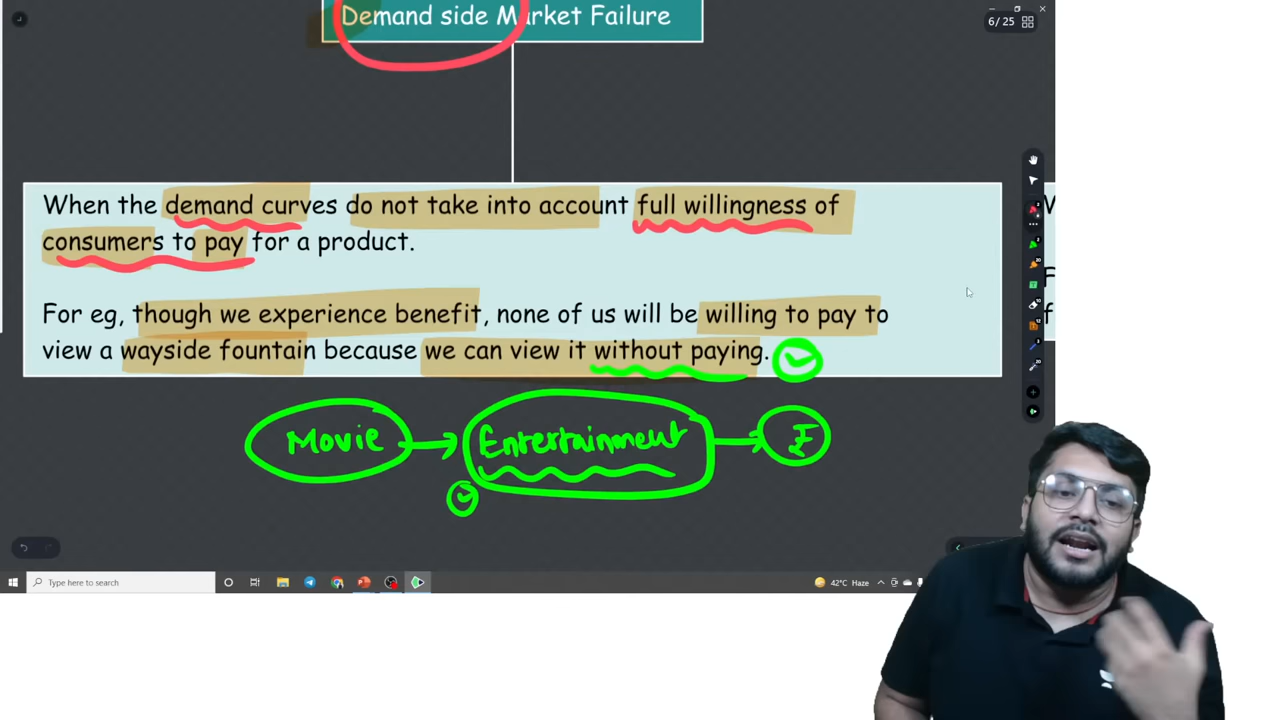 Demand side Market Failure
6/25
When the demand curves do not take into account full willingness of
consumers to pay for a product.
For eg, though we experience benefit, none of us will be willing to pay to
view a wayside fountain because we can view it without paying.
Movie → Entertainment → ₹
Type here to search
42°C Haze